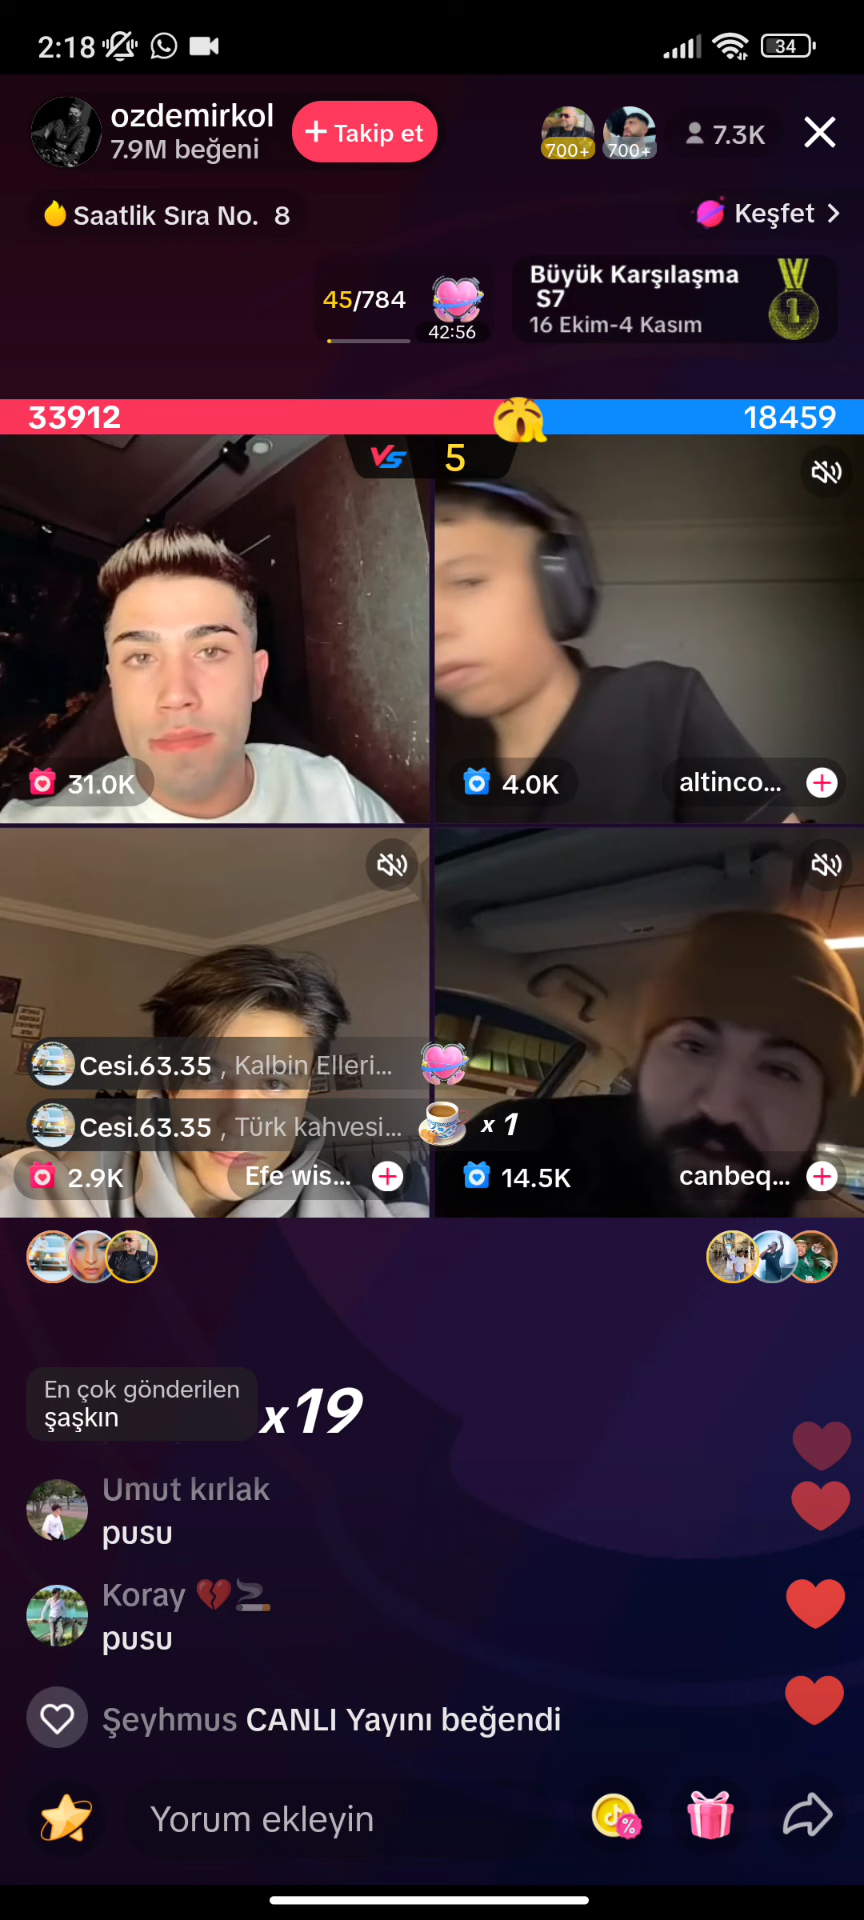 2:18
34
ozdemirkol
7.9M beğeni
+ Takip et
700+
700+
7.3K
Saatlik Sıra No. 8
Keşfet
45/784
42:56
Büyük Karşılaşma
S7
16 Ekim-4 Kasım
1
33912
18459
VS
5
31.0K
4.0K
altinco...
Cesi.63.35 , Kalbin Elleri...
Cesi.63.35 , Türk kahvesi...
x 1
2.9K
Efe wis...
14.5K
canbeq...
En çok gönderilen
şaşkın
x19
Umut kırlak
pusu
Koray 💔🚬
pusu
Şeyhmus CANLI Yayını beğendi
Yorum ekleyin
%